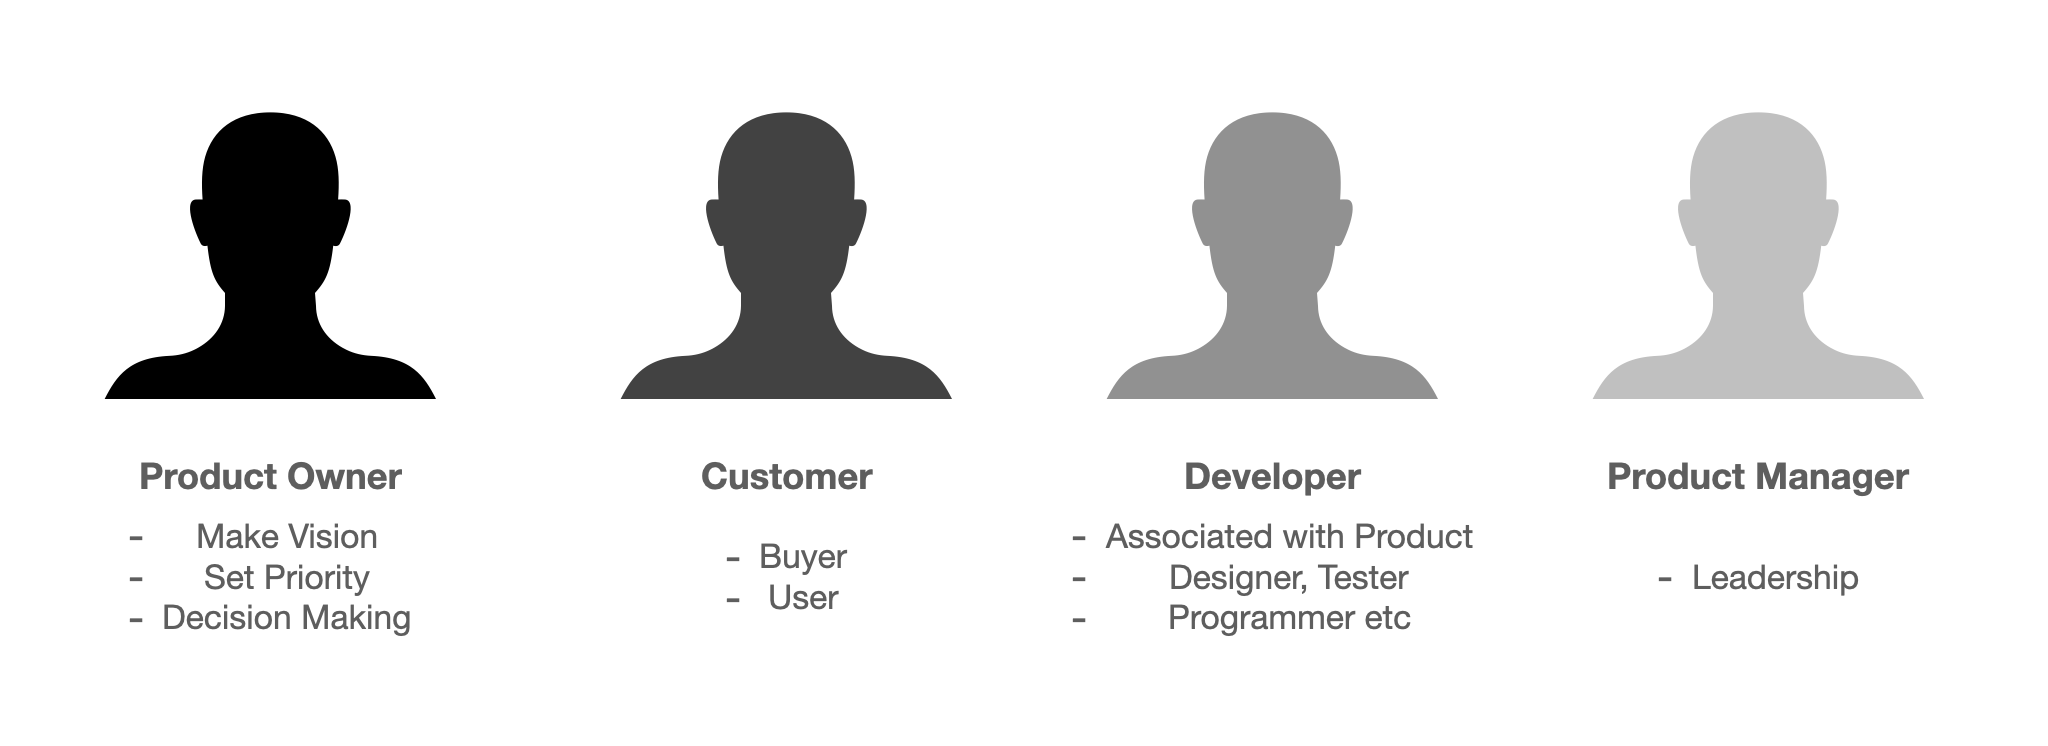 Product Owner
- Make Vision
- Set Priority
- Decision Making
Customer
- Buyer
- User
Developer
- Associated with Product
- Designer, Tester
- Programmer etc
Product Manager
- Leadership